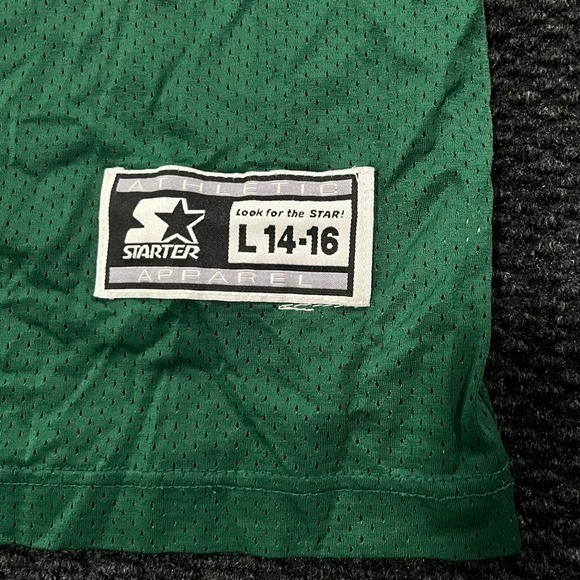 ATHLETIC
STARTER
Look for the STAR!
L 14-16
APPAREL